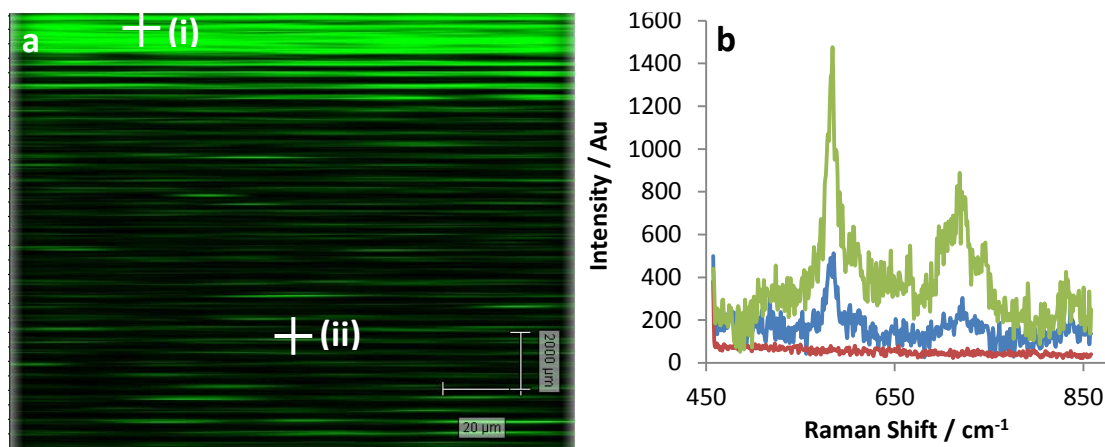 a
(i)
(ii)
2000 µm
20 µm
b
Intensity / Au
1600
1400
1200
1000
800
600
400
200
0
450 650 850
Raman Shift / cm⁻¹